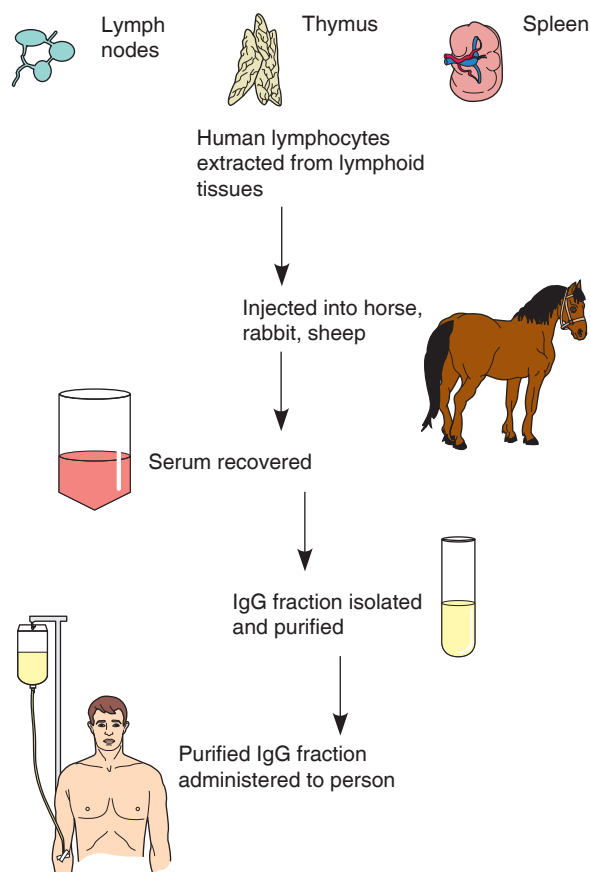 Lymph
nodes
Thymus
Spleen
Human lymphocytes
extracted from lymphoid
tissues
Injected into horse,
rabbit, sheep
Serum recovered
IgG fraction isolated
and purified
Purified IgG fraction
administered to person